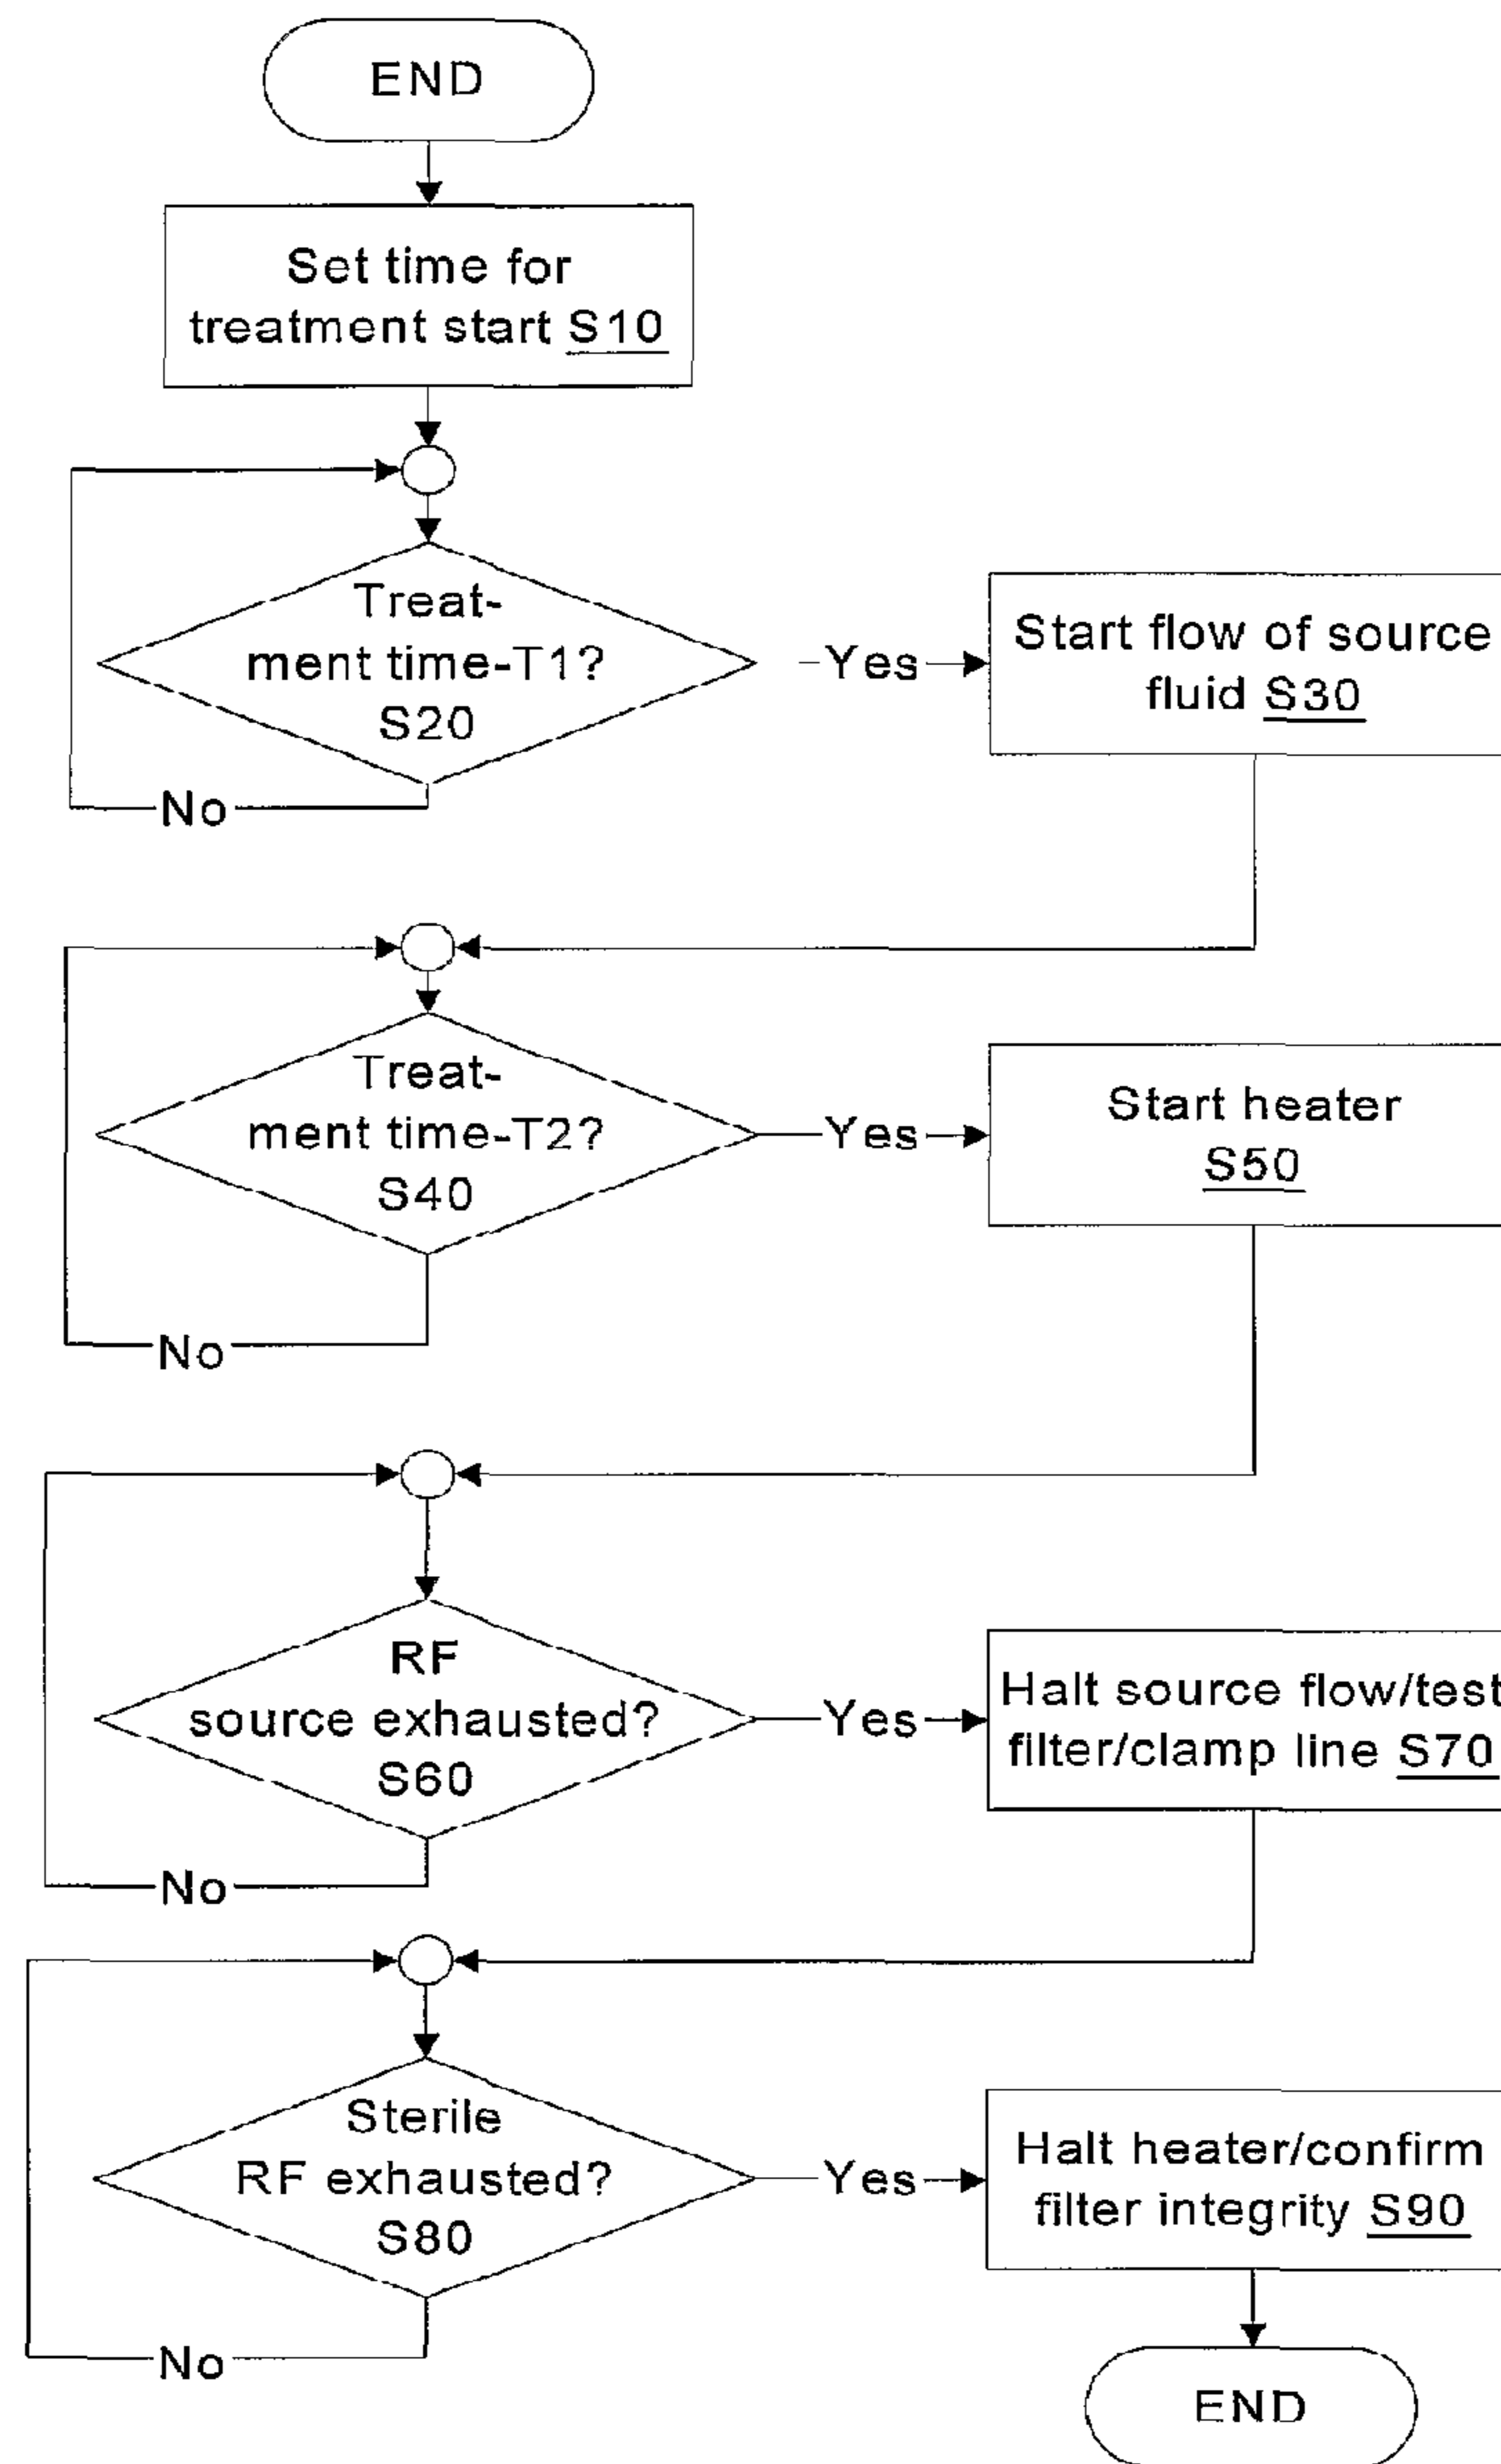 END
Set time for
treatment start S10
Treat-
ment time-T1?
S20
Yes
Start flow of source
fluid S30
No
Treat-
ment time-T2?
S40
Yes
Start heater
S50
No
RF
source exhausted?
S60
Yes
Halt source flow/test
filter/clamp line S70
No
Sterile
RF exhausted?
S80
Yes
Halt heater/confirm
filter integrity S90
No
END